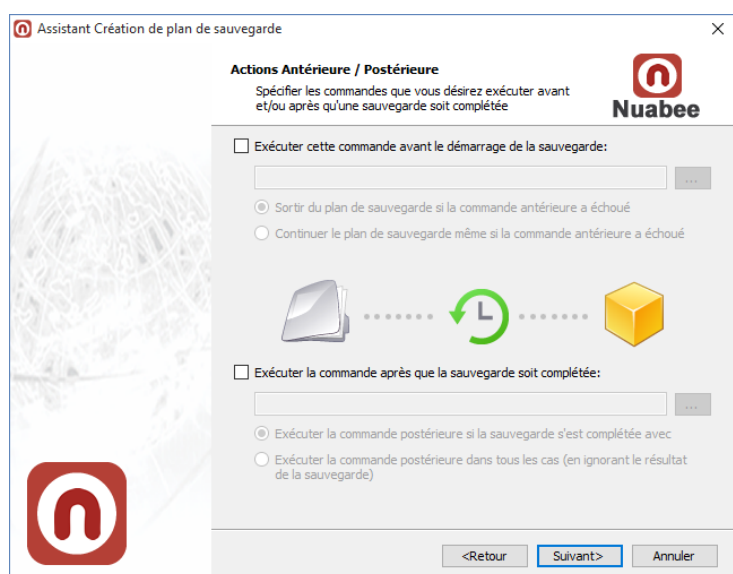 Assistant Création de plan de sauvegarde
Actions Antérieure / Postérieure
Spécifier les commandes que vous désirez exécuter avant
et/ou après qu'une sauvegarde soit complétée
Nuabee
Exécuter cette commande avant le démarrage de la sauvegarde:
...
Sortir du plan de sauvegarde si la commande antérieure a échoué
Continuer le plan de sauvegarde même si la commande antérieure a échoué
Exécuter la commande après que la sauvegarde soit complétée:
...
Exécuter la commande postérieure si la sauvegarde s'est complétée avec
Exécuter la commande postérieure dans tous les cas (en ignorant le résultat
de la sauvegarde)
<Retour
Suivant>
Annuler